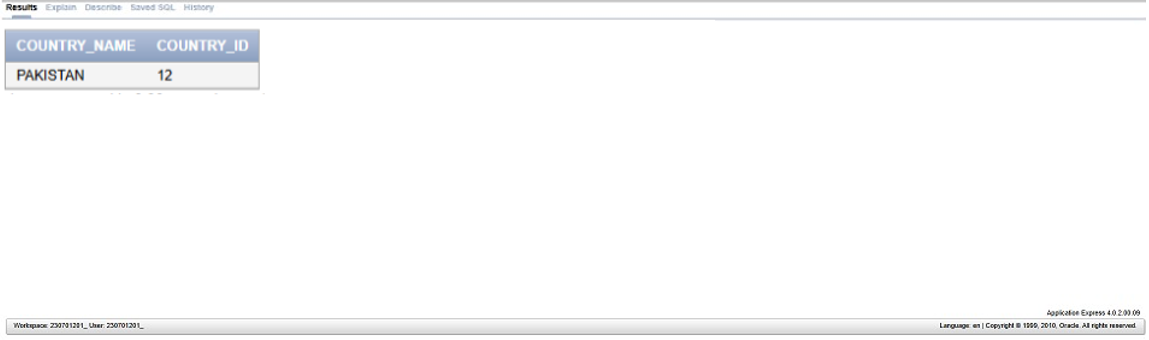 Results Explain Describe Saved SQL History
COUNTRY_NAME COUNTRY_ID
PAKISTAN 12
Application Express 4.0.2.00.09
Workspace: 230701201_ User: 230701201_
Language: en | Copyright © 1999, 2010, Oracle. All rights reserved.